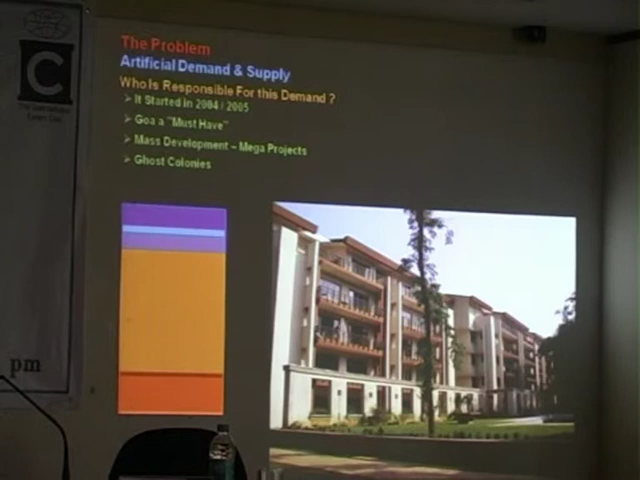 The Problem
Artificial Demand & Supply
Who Is Responsible For this Demand ?
➢ It Started in 2004 / 2005
➢ Goa a "Must Have"
➢ Mass Development – Mega Projects
➢ Ghost Colonies
C
pm